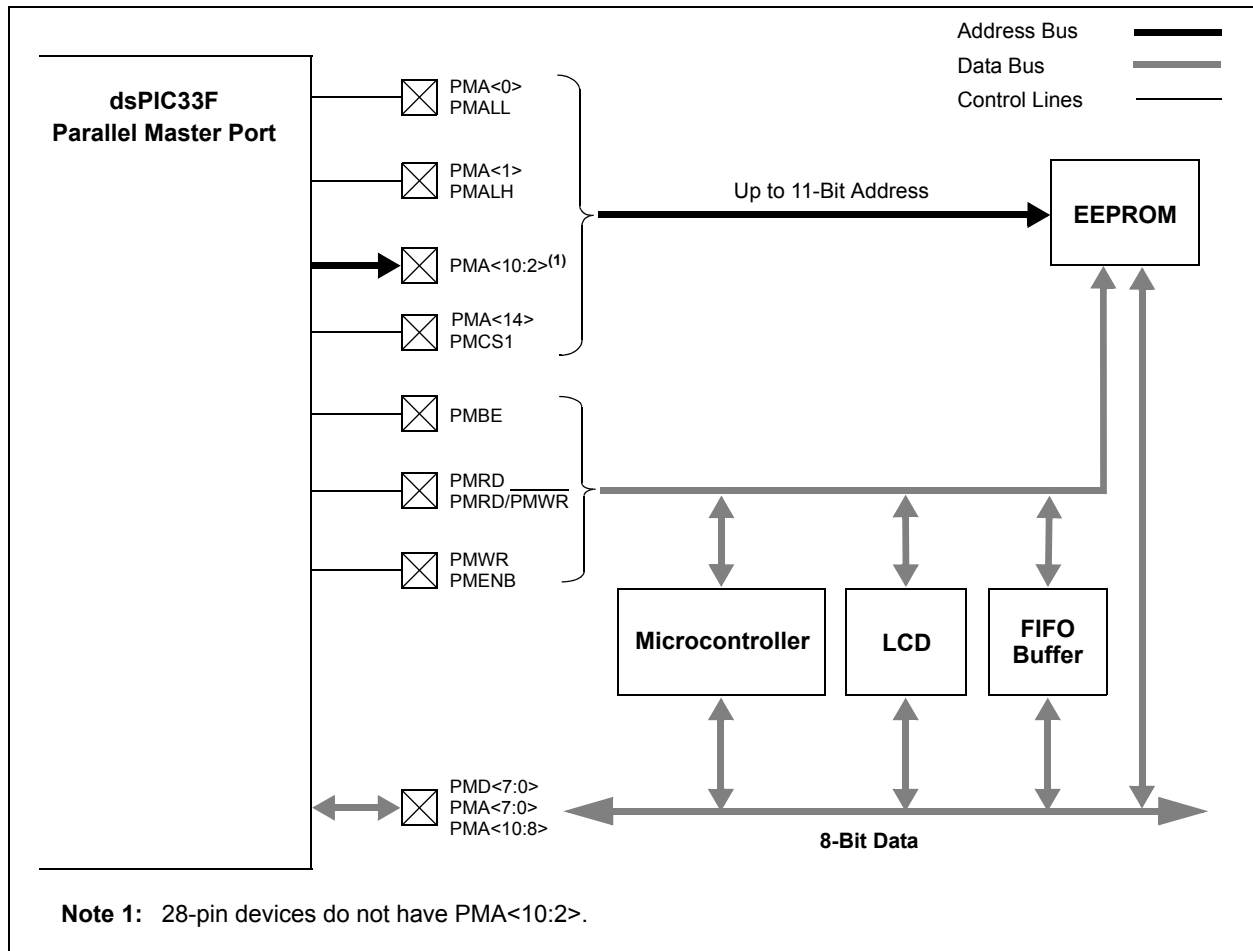 Address Bus
Data Bus
Control Lines
dsPIC33F
Parallel Master Port
PMA<0>
PMALL
PMA<1>
PMALH
PMA<10:2>(1)
PMA<14>
PMCS1
Up to 11-Bit Address
EEPROM
PMBE
PMRD
PMRD/PMWR
PMWR
PMENB
Microcontroller
LCD
FIFO
Buffer
PMD<7:0>
PMA<7:0>
PMA<10:8>
8-Bit Data
Note 1: 28-pin devices do not have PMA<10:2>.